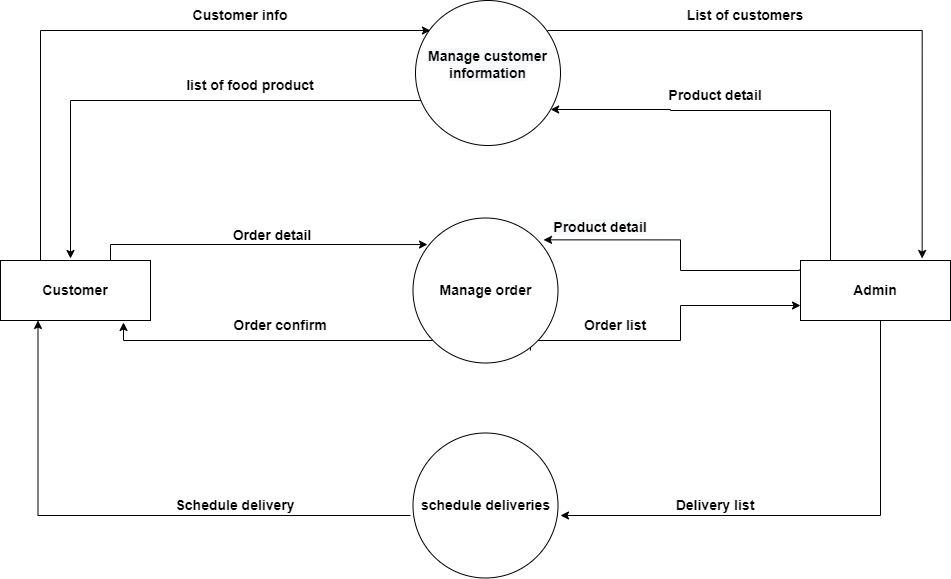 Customer info
List of customers
Manage customer
information
list of food product
Product detail
Order detail
Product detail
Customer
Manage order
Admin
Order confirm
Order list
Schedule delivery
schedule deliveries
Delivery list